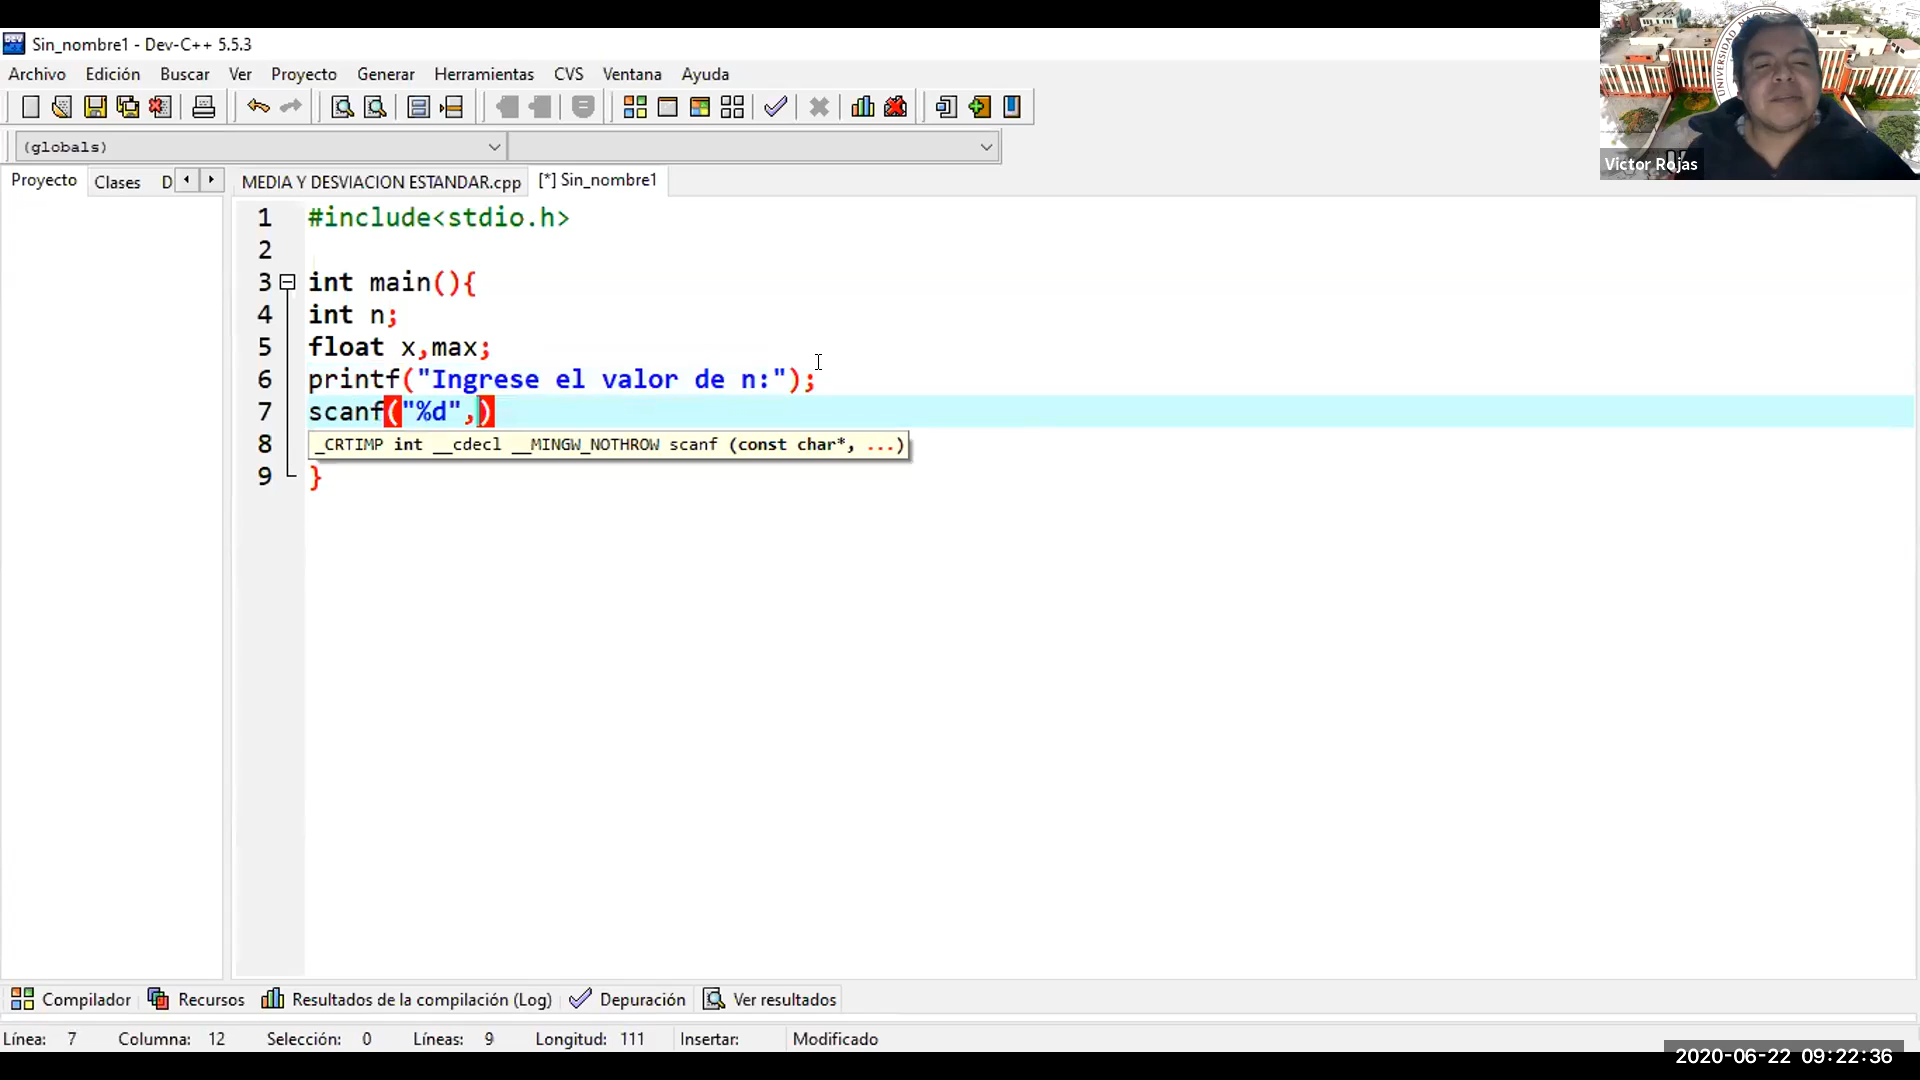 Sin_nombre1 - Dev-C++ 5.5.3
Archivo Edición Buscar Ver Proyecto Generar Herramientas CVS Ventana Ayuda
(globals)
Proyecto Clases D MEDIA Y DESVIACION ESTANDAR.cpp [*] Sin_nombre1
1 #include<stdio.h>
2
3 int main(){
4 int n;
5 float x,max;
6 printf("Ingrese el valor de n:");
7 scanf("%d",)
8 _CRTIMP int __cdecl __MINGW_NOTHROW scanf (const char*, ...)
9 }
Compilador Recursos Resultados de la compilación (Log) Depuración Ver resultados
Línea: 7 Columna: 12 Selección: 0 Líneas: 9 Longitud: 111 Insertar: Modificado
UNIVERSIDAD
Victor Rojas
2020-06-22 09:22:36